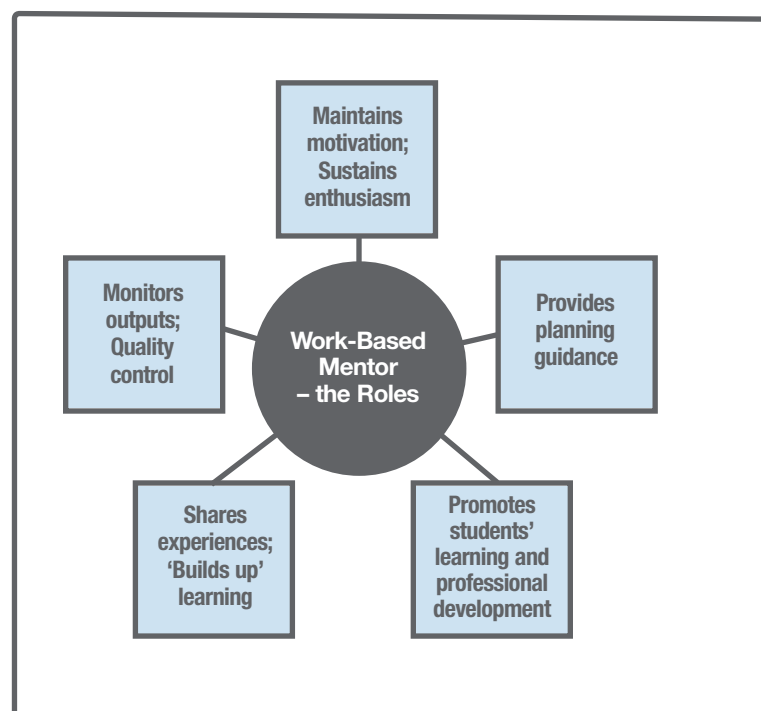 Maintains
motivation;
Sustains
enthusiasm
Monitors
outputs;
Quality
control
Work-Based
Mentor
– the Roles
Provides
planning
guidance
Shares
experiences;
‘Builds up’
learning
Promotes
students’
learning and
professional
development